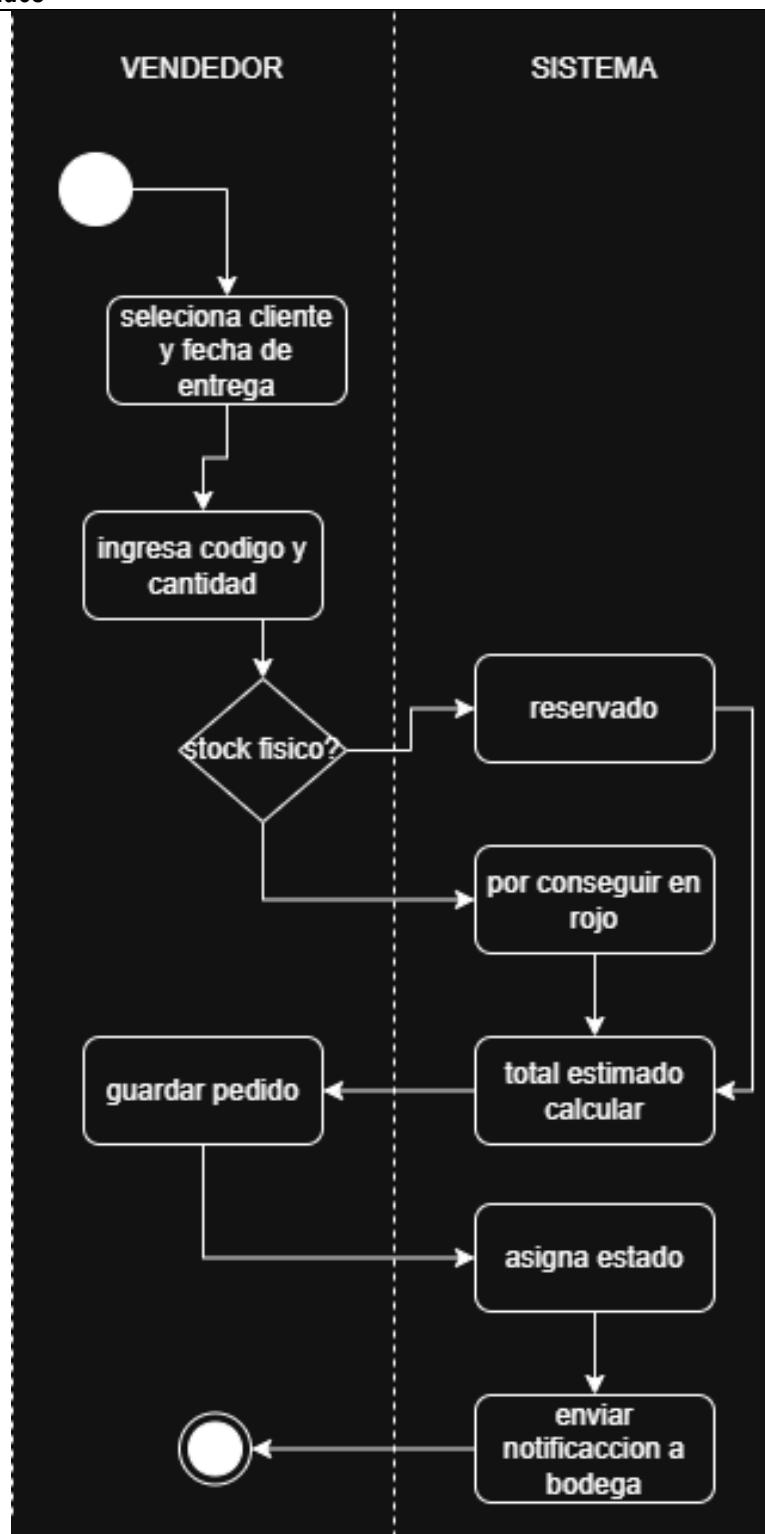 VENDEDOR
SISTEMA
seleciona cliente
y fecha de
entrega
ingresa codigo y
cantidad
stock fisico?
reservado
por conseguir en
rojo
total estimado
calcular
guardar pedido
asigna estado
enviar
notificaccion a
bodega